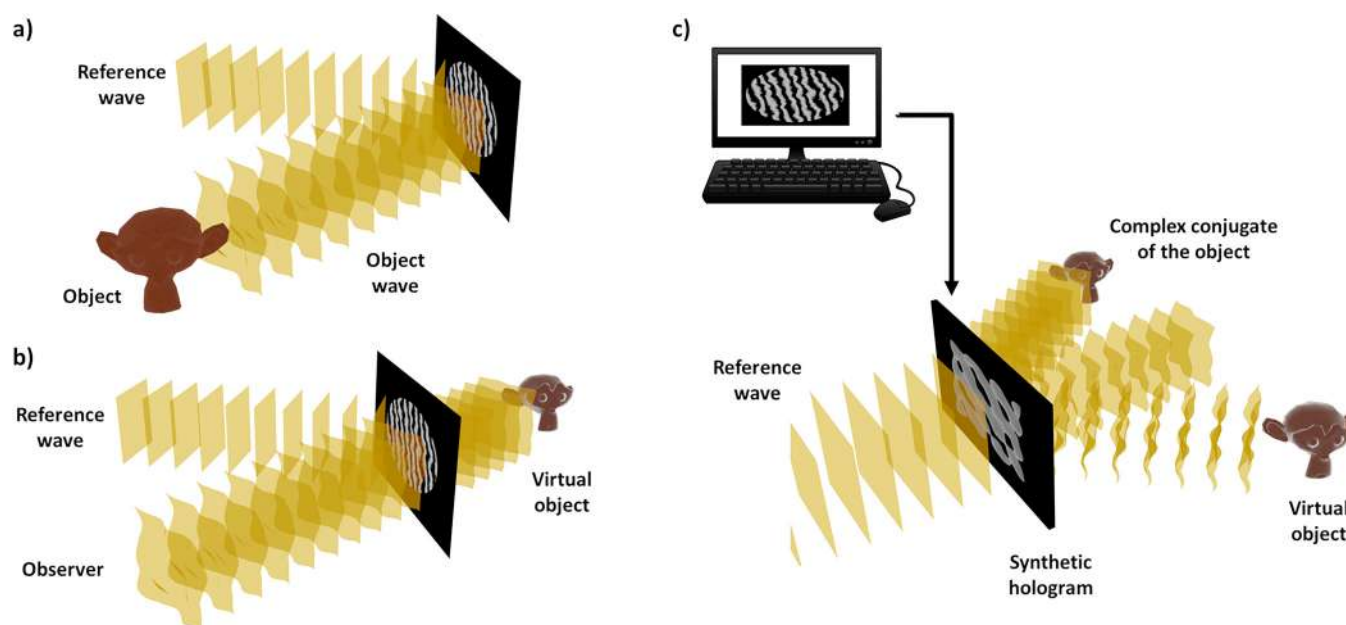 a)
Reference
wave
Object
Object
wave
b)
Reference
wave
Virtual
object
Observer
c)
Complex conjugate
of the object
Reference
wave
Virtual
object
Synthetic
hologram